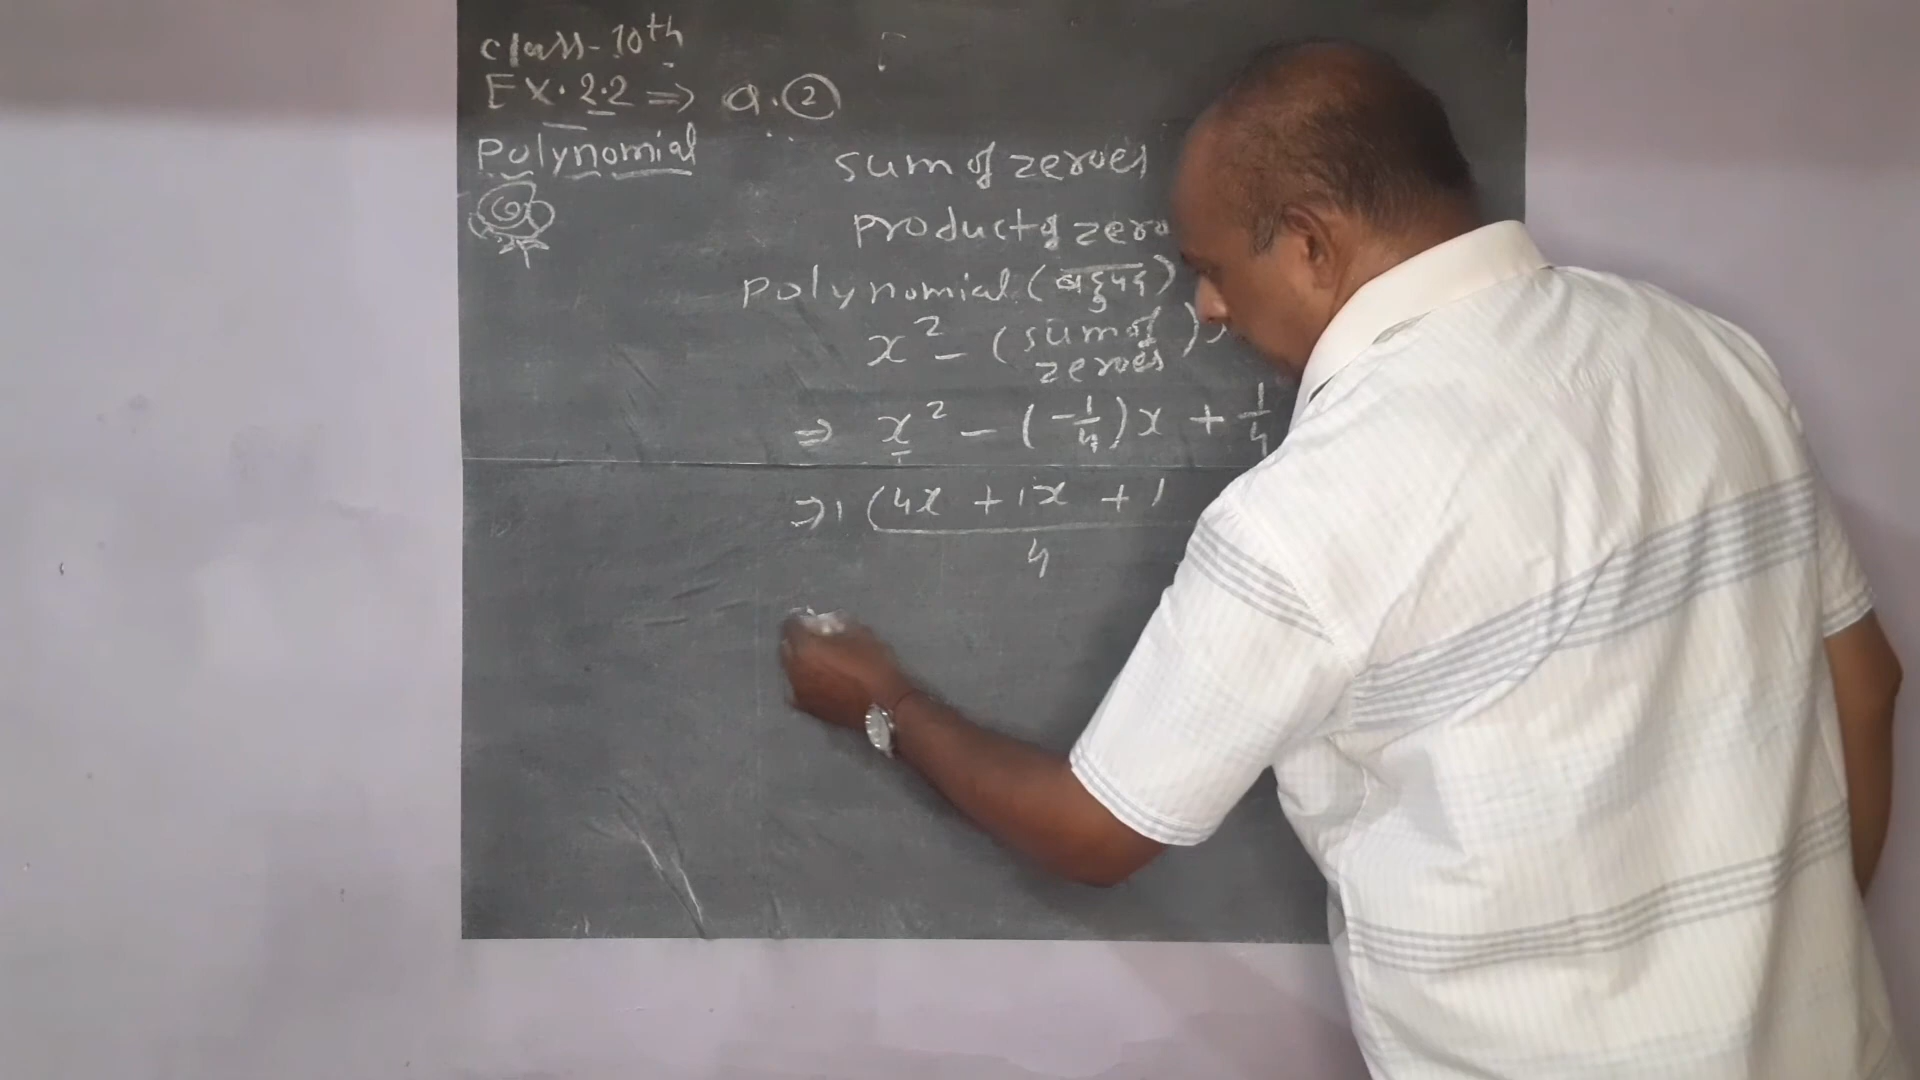 Class-10th
EX. 2.2 ⇒ Q. ②
Polynomial
sum of zeroes
product of zero
polynomial (बहुपद)
x² - (sum of zeroes)
⇒ x² - (-1/4)x + 1/4
⇒ 1 (4x + 1x + 1
4